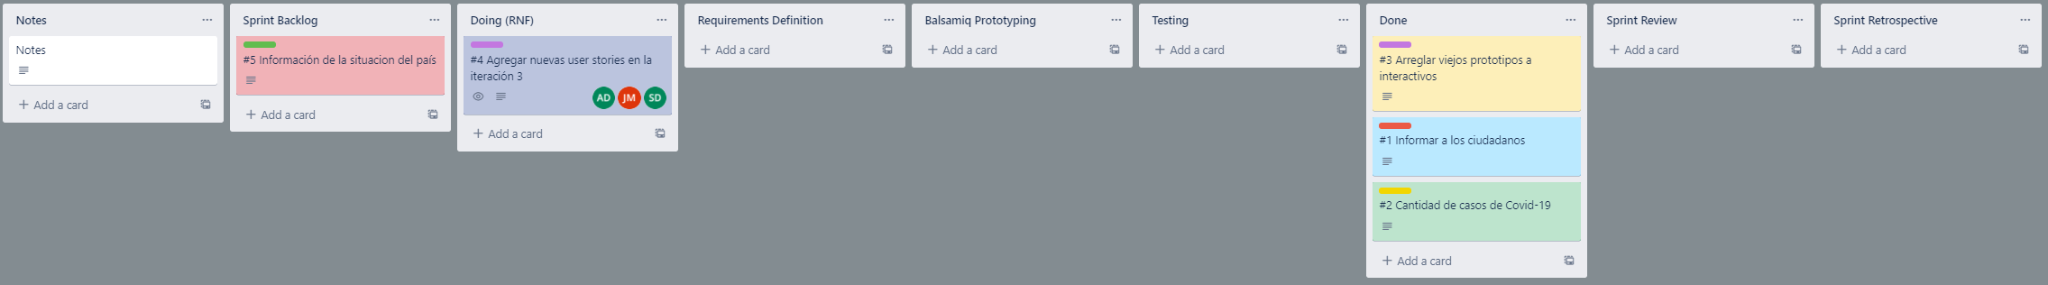 Notes
Notes
+ Add a card
Sprint Backlog
#5 Información de la situacion del país
+ Add a card
Doing (RNF)
#4 Agregar nuevas user stories en la
iteración 3
AD JM SD
+ Add a card
Requirements Definition
+ Add a card
Balsamiq Prototyping
+ Add a card
Testing
+ Add a card
Done
#3 Arreglar viejos prototipos a
interactivos
#1 Informar a los ciudadanos
#2 Cantidad de casos de Covid-19
+ Add a card
Sprint Review
+ Add a card
Sprint Retrospective
+ Add a card